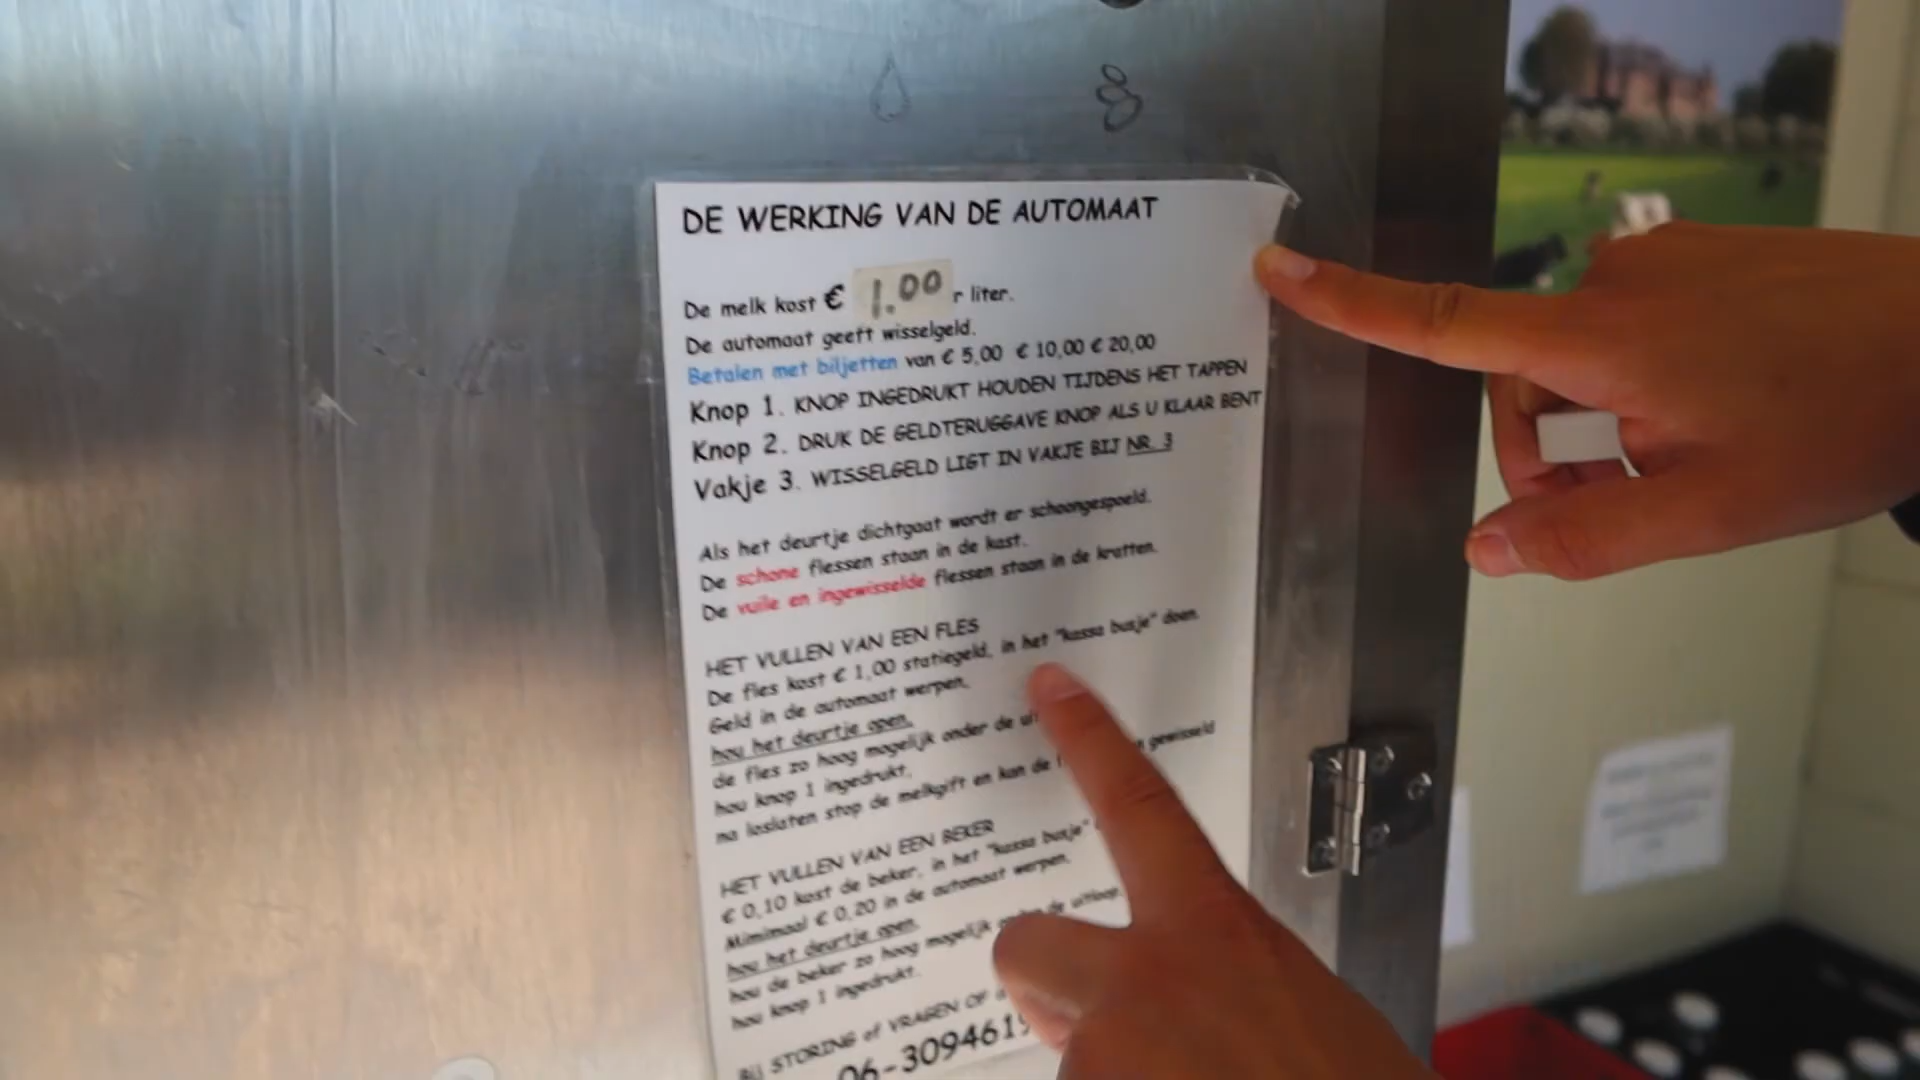 DE WERKING VAN DE AUTOMAAT
De melk kost € 1.00 r liter.
De automaat geeft wisselgeld.
Betalen met biljetten van € 5,00 € 10,00 € 20,00
Knop 1. KNOP INGEDRUKT HOUDEN TIJDENS HET TAPPEN
Knop 2. DRUK DE GELDTERUGGAVE KNOP ALS U KLAAR BENT
Vakje 3. WISSELGELD LIGT IN VAKJE BIJ NR. 3
Als het deurtje dichtgaat wordt er schoongespoeld.
De schone flessen staan in de kast.
De vuile en ingewisselde flessen staan in de kratten.
HET VULLEN VAN EEN FLES
De fles kost € 1,00 statiegeld, in het "kassa busje" doen.
Geld in de automaat werpen,
hou het deurtje open,
de fles zo hoog mogelijk onder de
hou knop 1 ingedrukt,
na loslaten stop de melkgift en kan de gewisseld
HET VULLEN VAN EEN BEKER
€ 0,10 kost de beker, in het "kassa busje"
Mimimaal € 0,20 in de automaat werpen,
hou het deurtje open,
hou de beker zo hoog mogelijk onder de uitloop
hou knop 1 ingedrukt.
Bij STORING of VRAGEN OF
06-3094619